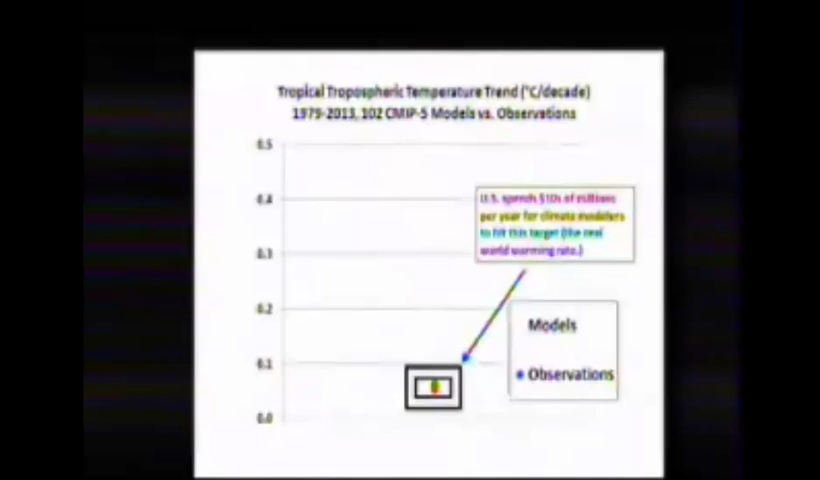 Tropical Tropospheric Temperature Trend (°C/decade)
1979-2013, 102 CMIP-5 Models vs. Observations
0.5
0.4
0.3
0.2
0.1
0.0
U.S. spends $10s of millions
per year for climate modelers
to hit this target (the real
world warming rate.)
Models
Observations